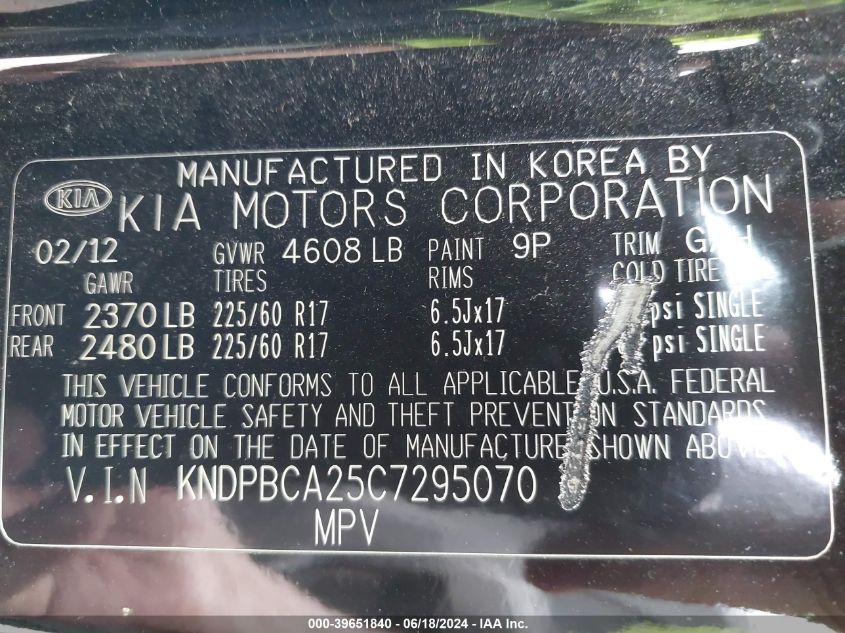 MANUFACTURED IN KOREA BY
KIA KIA MOTORS CORPORATION
02/12 GVWR 4608 LB PAINT 9P TRIM
GAWR TIRES RIMS COLD TIRE
FRONT 2370 LB 225/60 R17 6.5Jx17 psi SINGLE
REAR 2480 LB 225/60 R17 6.5Jx17 psi SINGLE
THIS VEHICLE CONFORMS TO ALL APPLICABLE U.S.A. FEDERAL
MOTOR VEHICLE SAFETY AND THEFT PREVENTION STANDARDS
IN EFFECT ON THE DATE OF MANUFACTURE SHOWN ABOVE.
V.I.N KNDPBCA25C7295070
MPV
000-39651840 - 06/18/2024 - IAA Inc.